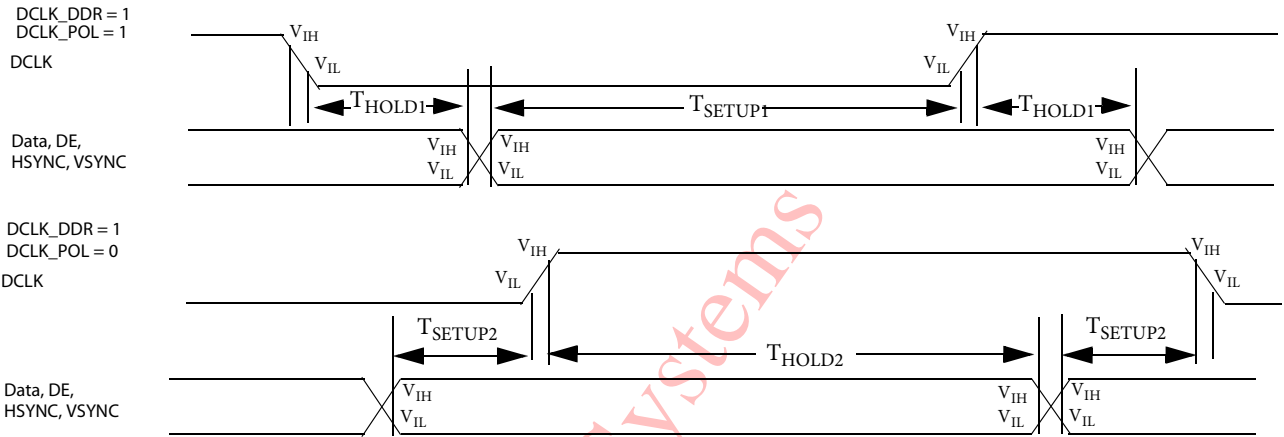 DCLK_DDR = 1
DCLK_POL = 1
DCLK
VIH
VIL
VIH
VIL
THOLD1
TSETUP1
THOLD1
Data, DE,
HSYNC, VSYNC
VIH
VIL
VIH
VIL
VIH
VIL
DCLK_DDR = 1
DCLK_POL = 0
DCLK
VIH
VIL
VIH
VIL
TSETUP2
THOLD2
TSETUP2
Data, DE,
HSYNC, VSYNC
VIH
VIL
VIH
VIL
VIH
VIL
Systems